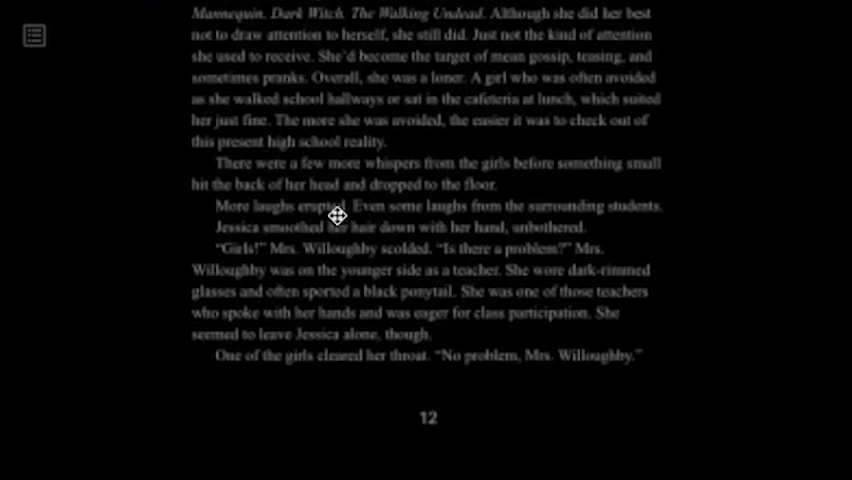 Mannequin. Dark Witch. The Walking Undead. Although she did her best
not to draw attention to herself, she still did. Just not the kind of attention
she used to receive. She’d become the target of mean gossip, teasing, and
sometimes pranks. Overall, she was a loner. A girl who was often avoided
as she walked school hallways or sat in the cafeteria at lunch, which suited
her just fine. The more she was avoided, the easier it was to check out of
this present high school reality.
There were a few more whispers from the girls before something small
hit the back of her head and dropped to the floor.
More laughs erupted. Even some laughs from the surrounding students.
Jessica smoothed her hair down with her hand, unbothered.
“Girls!” Mrs. Willoughby scolded. “Is there a problem?” Mrs.
Willoughby was on the younger side as a teacher. She wore dark-rimmed
glasses and often sported a black ponytail. She was one of those teachers
who spoke with her hands and was eager for class participation. She
seemed to leave Jessica alone, though.
One of the girls cleared her throat. “No problem, Mrs. Willoughby.”
12